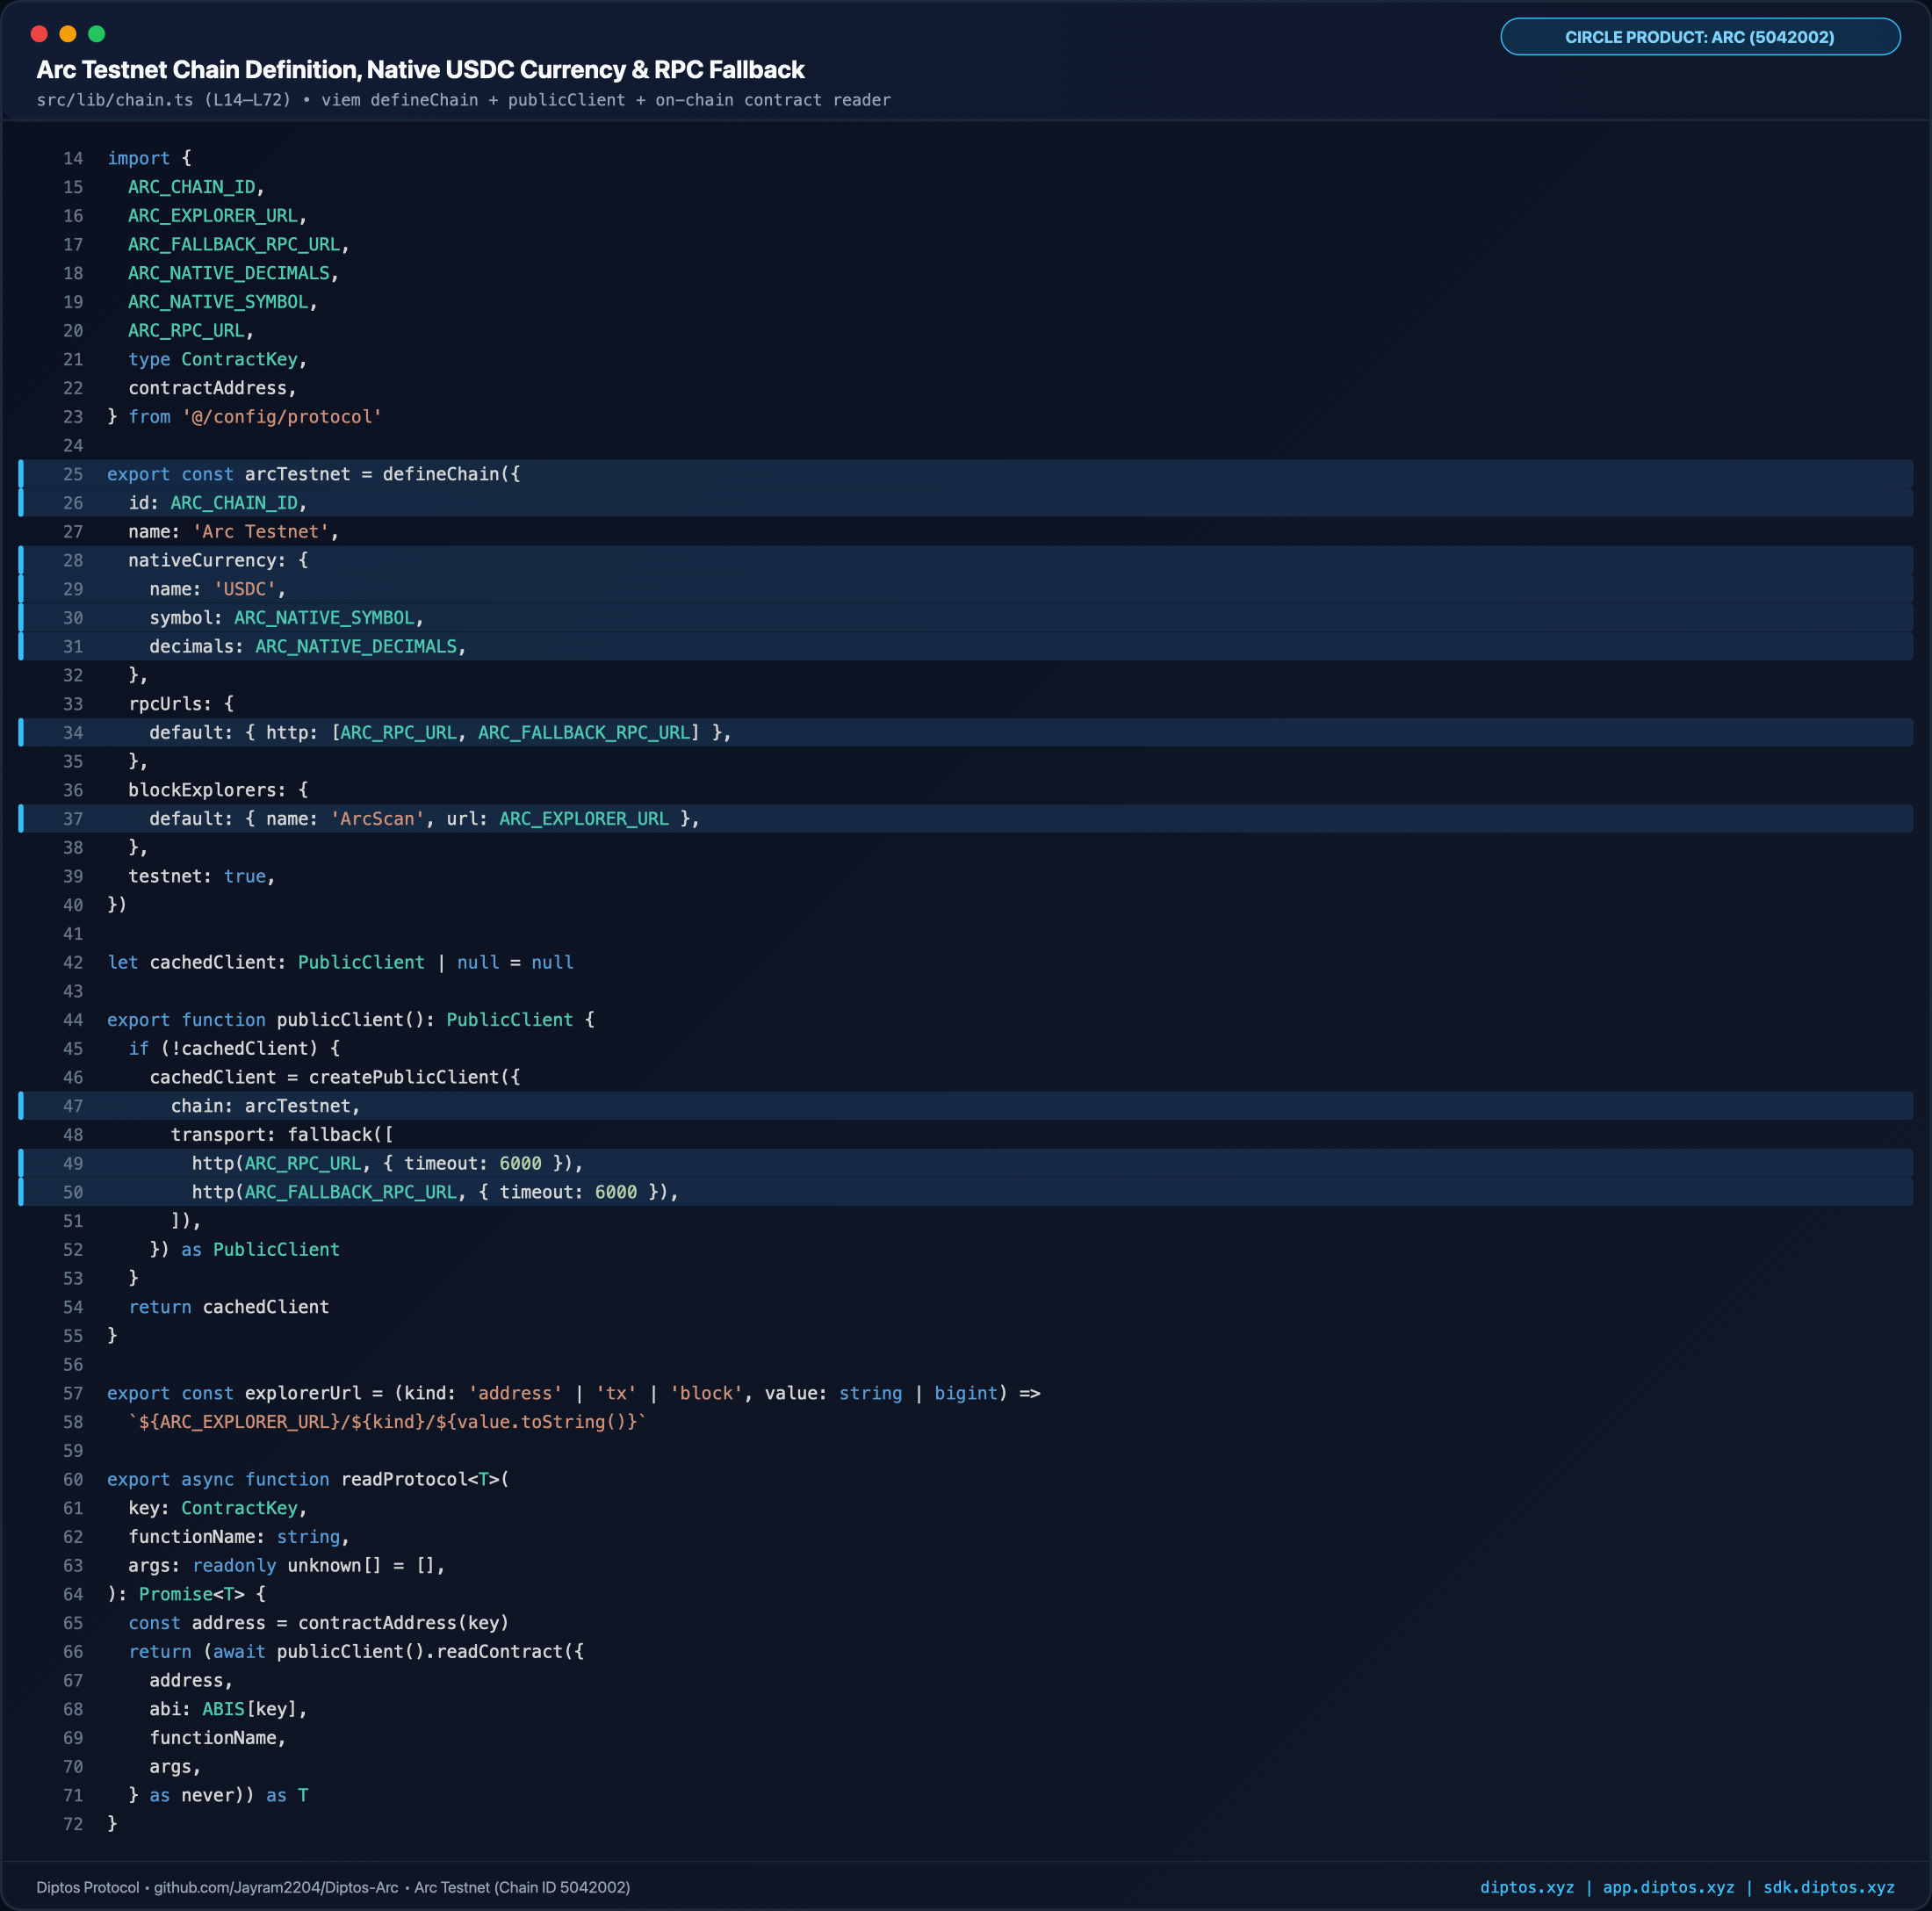 CIRCLE PRODUCT: ARC (5042002)
Arc Testnet Chain Definition, Native USDC Currency & RPC Fallback
src/lib/chain.ts (L14–L72) • viem defineChain + publicClient + on-chain contract reader
14 import {
15   ARC_CHAIN_ID,
16   ARC_EXPLORER_URL,
17   ARC_FALLBACK_RPC_URL,
18   ARC_NATIVE_DECIMALS,
19   ARC_NATIVE_SYMBOL,
20   ARC_RPC_URL,
21   type ContractKey,
22   contractAddress,
23 } from '@/config/protocol'
24
25 export const arcTestnet = defineChain({
26   id: ARC_CHAIN_ID,
27   name: 'Arc Testnet',
28   nativeCurrency: {
29     name: 'USDC',
30     symbol: ARC_NATIVE_SYMBOL,
31     decimals: ARC_NATIVE_DECIMALS,
32   },
33   rpcUrls: {
34     default: { http: [ARC_RPC_URL, ARC_FALLBACK_RPC_URL] },
35   },
36   blockExplorers: {
37     default: { name: 'ArcScan', url: ARC_EXPLORER_URL },
38   },
39   testnet: true,
40 })
41
42 let cachedClient: PublicClient | null = null
43
44 export function publicClient(): PublicClient {
45   if (!cachedClient) {
46     cachedClient = createPublicClient({
47       chain: arcTestnet,
48       transport: fallback([
49         http(ARC_RPC_URL, { timeout: 6000 }),
50         http(ARC_FALLBACK_RPC_URL, { timeout: 6000 }),
51       ]),
52     }) as PublicClient
53   }
54   return cachedClient
55 }
56
57 export const explorerUrl = (kind: 'address' | 'tx' | 'block', value: string | bigint) =>
58   `${ARC_EXPLORER_URL}/${kind}/${value.toString()}`
59
60 export async function readProtocol<T>(
61   key: ContractKey,
62   functionName: string,
63   args: readonly unknown[] = [],
64 ): Promise<T> {
65   const address = contractAddress(key)
66   return (await publicClient().readContract({
67     address,
68     abi: ABIS[key],
69     functionName,
70     args,
71   } as never)) as T
72 }
Diptos Protocol • github.com/Jayram2204/Diptos-Arc • Arc Testnet (Chain ID 5042002)
diptos.xyz | app.diptos.xyz | sdk.diptos.xyz